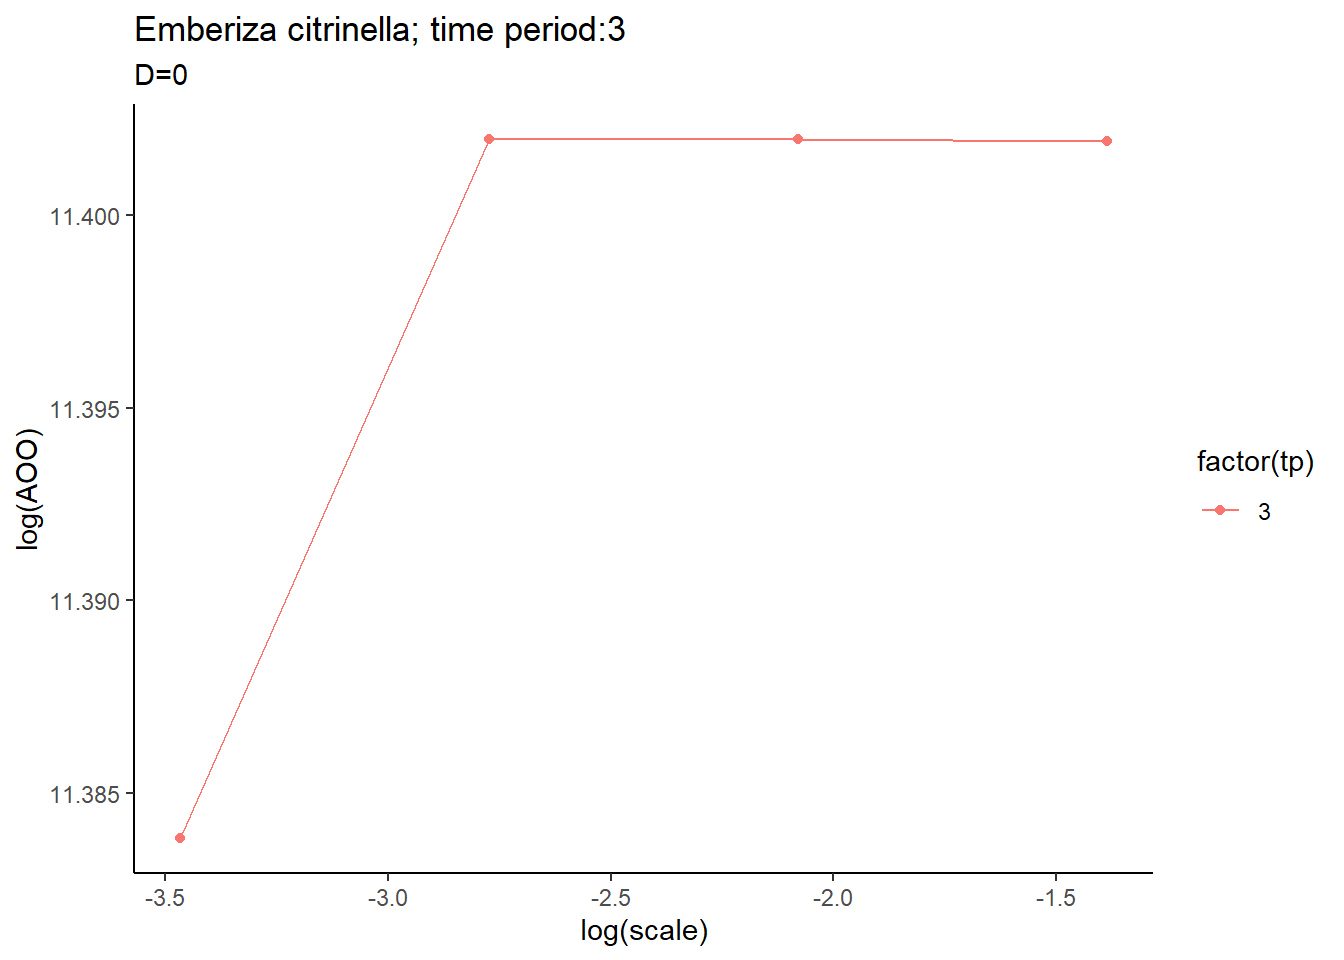 Emberiza citrinella; time period:3
D=0
11.400
11.395
11.390
11.385
log(AOO)
-3.5
-3.0
-2.5
-2.0
-1.5
log(scale)
factor(tp)
3